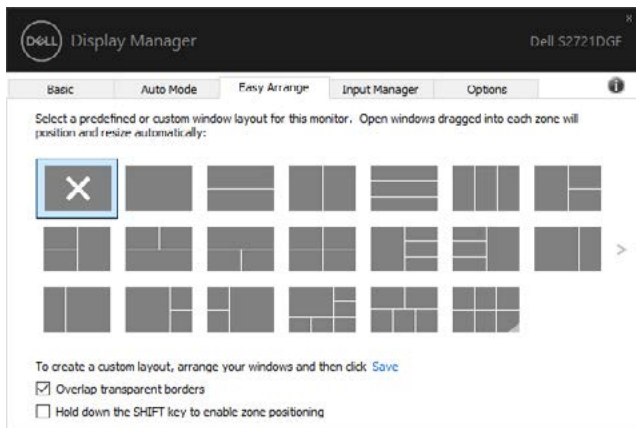 DELL Display Manager
Dell S2721DGF
Basic Auto Mode Easy Arrange Input Manager Options
Select a predefined or custom window layout for this monitor. Open windows dragged into each zone will
position and resize automatically:
To create a custom layout, arrange your windows and then click Save
Overlap transparent borders
Hold down the SHIFT key to enable zone positioning